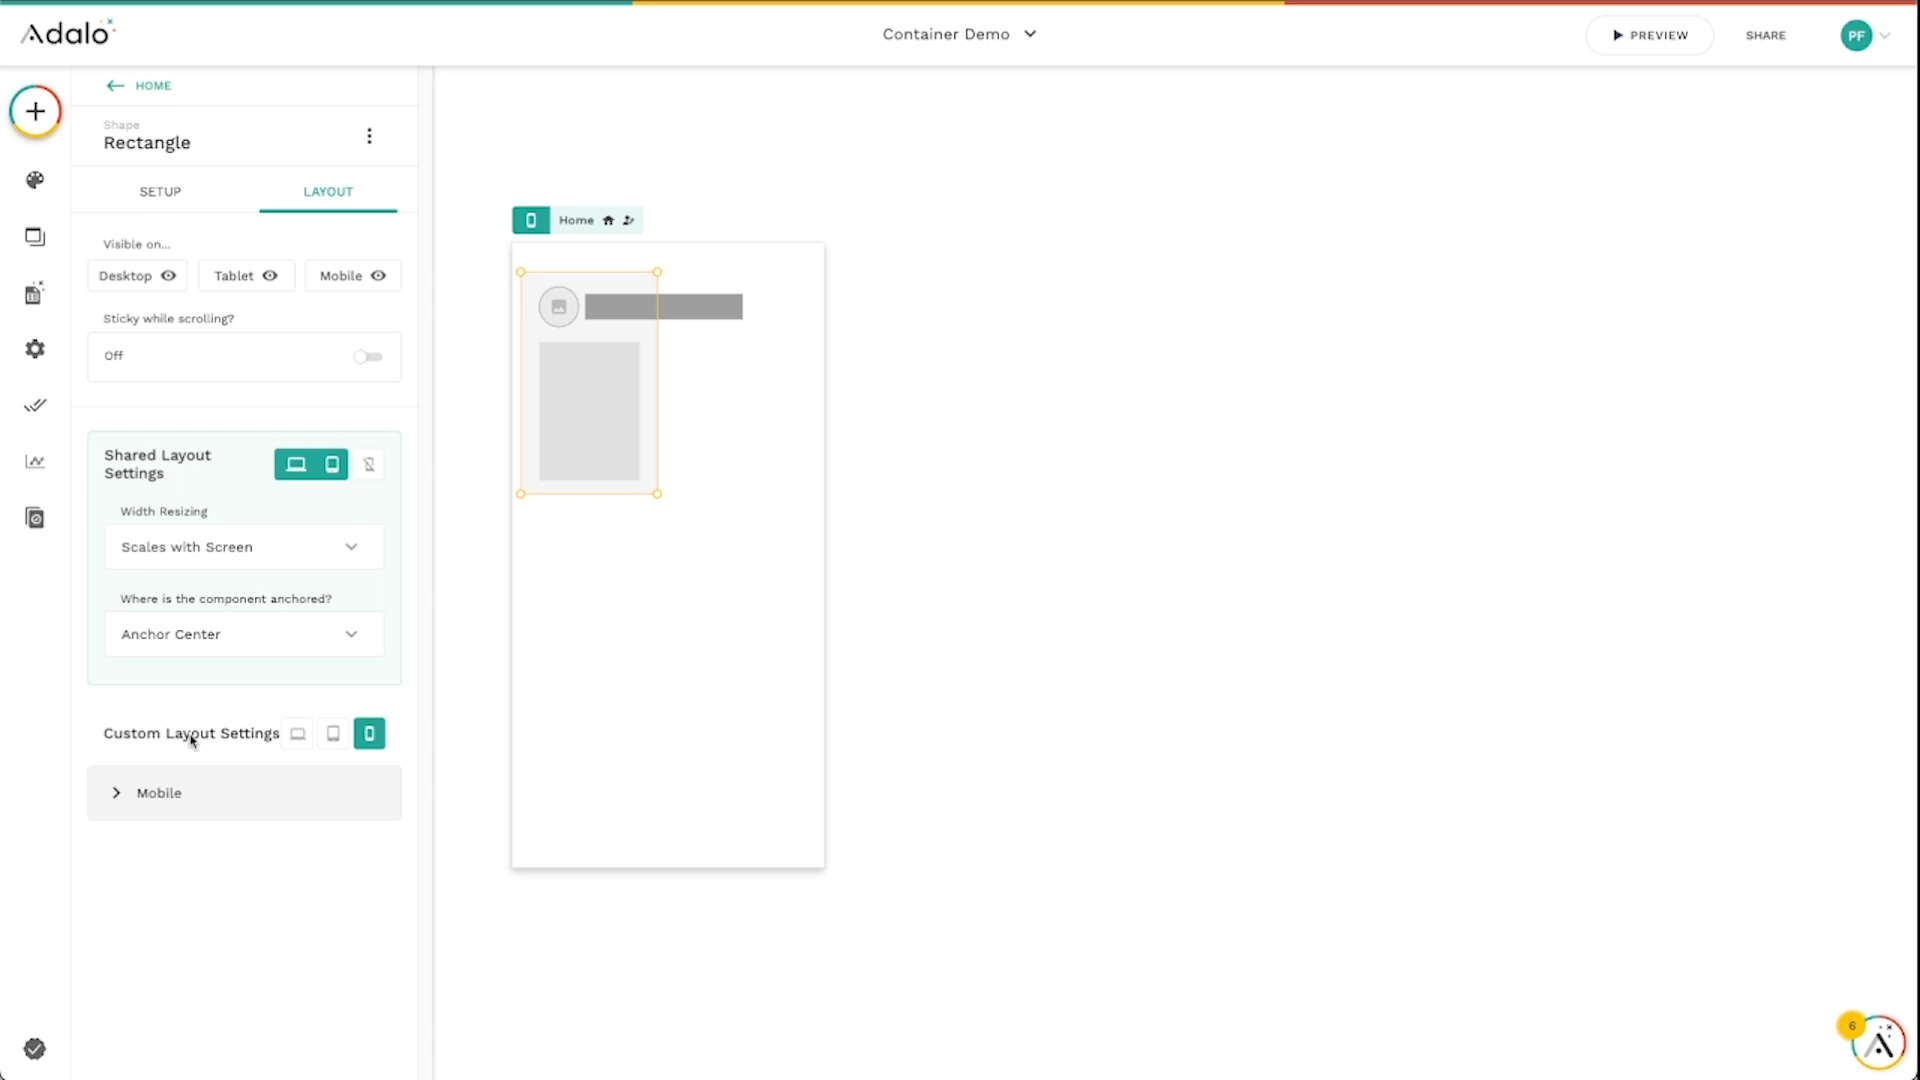 Adalo
Container Demo
PREVIEW
SHARE
PF
HOME
Shape
Rectangle
SETUP
LAYOUT
Visible on...
Desktop
Tablet
Mobile
Sticky while scrolling?
Off
Shared Layout
Settings
Width Resizing
Scales with Screen
Where is the component anchored?
Anchor Center
Custom Layout Settings
Mobile
Home
6